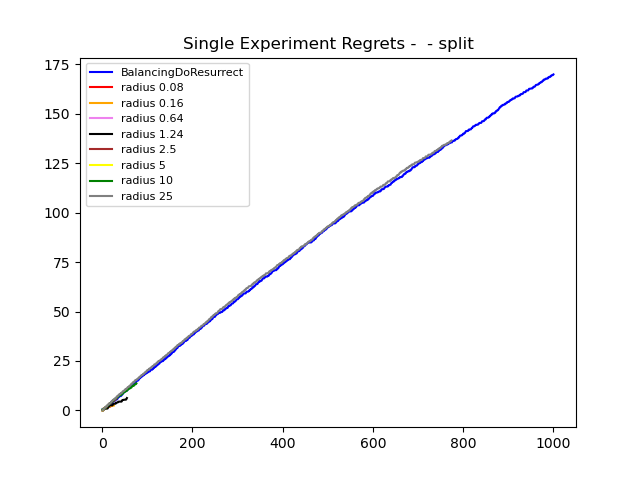 Single Experiment Regrets -  - split
175
150
125
100
75
50
25
0
BalancingDoResurrect
radius 0.08
radius 0.16
radius 0.64
radius 1.24
radius 2.5
radius 5
radius 10
radius 25
0 200 400 600 800 1000